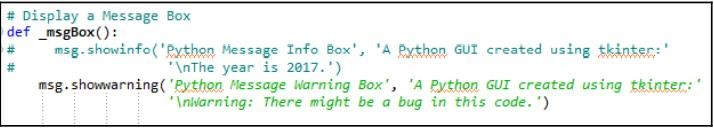 # Display a Message Box
def _msgBox():
#     msg.showinfo('Python Message Info Box', 'A Python GUI created using tkinter:'
#                  '\nThe year is 2017.')
    msg.showwarning('Python Message Warning Box', 'A Python GUI created using tkinter:'
                    '\nWarning: There might be a bug in this code.')